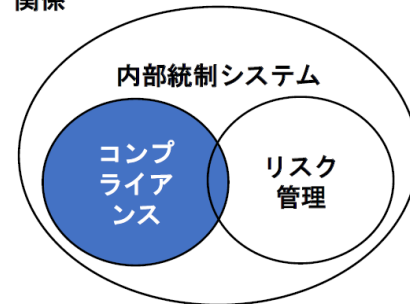 関係
内部統制システム
コンプ
ライア
ンス
リスク
管理